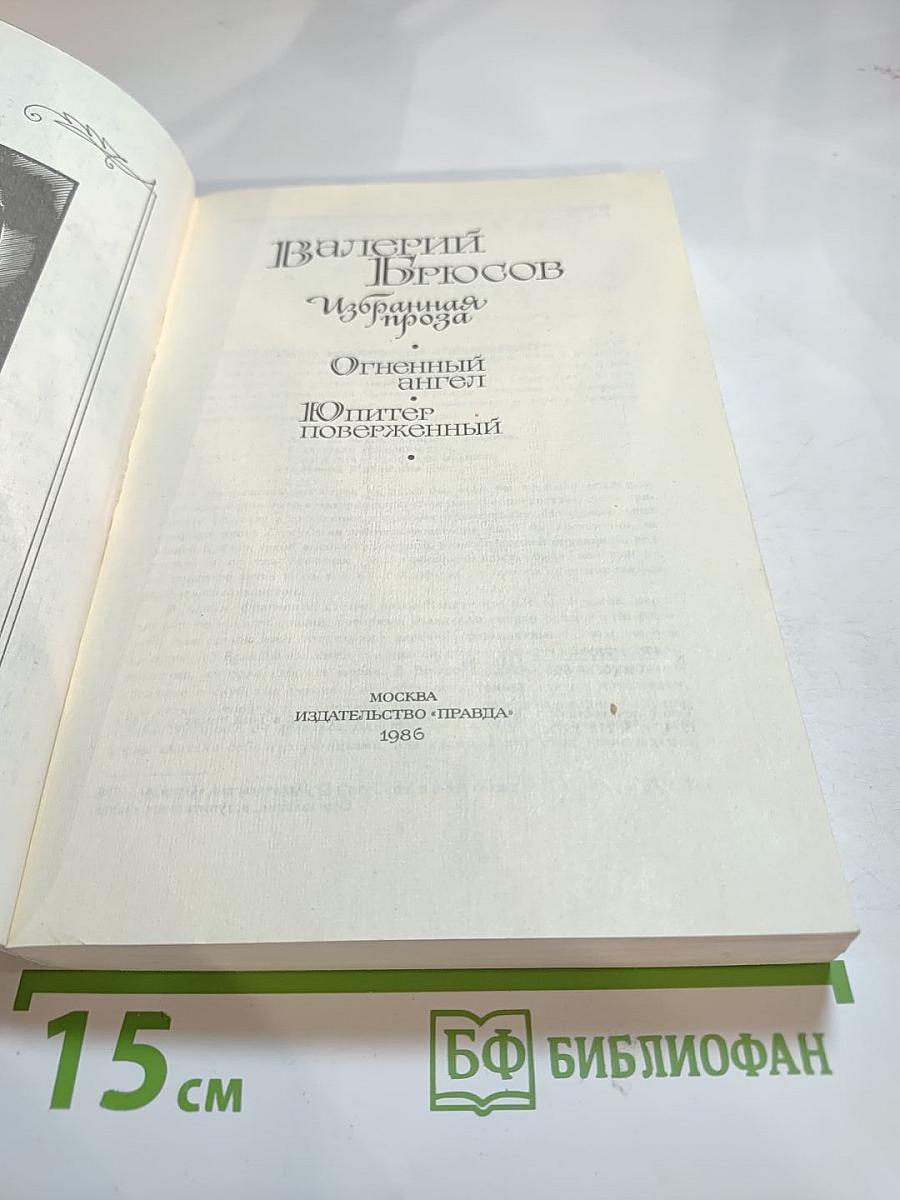 Валерий
Брюсов
Избранная
проза
•
Огненный
ангел
•
Юпитер
поверженный
•
МОСКВА
ИЗДАТЕЛЬСТВО «ПРАВДА»
1986
15 см
БФ БИБЛИОФАН